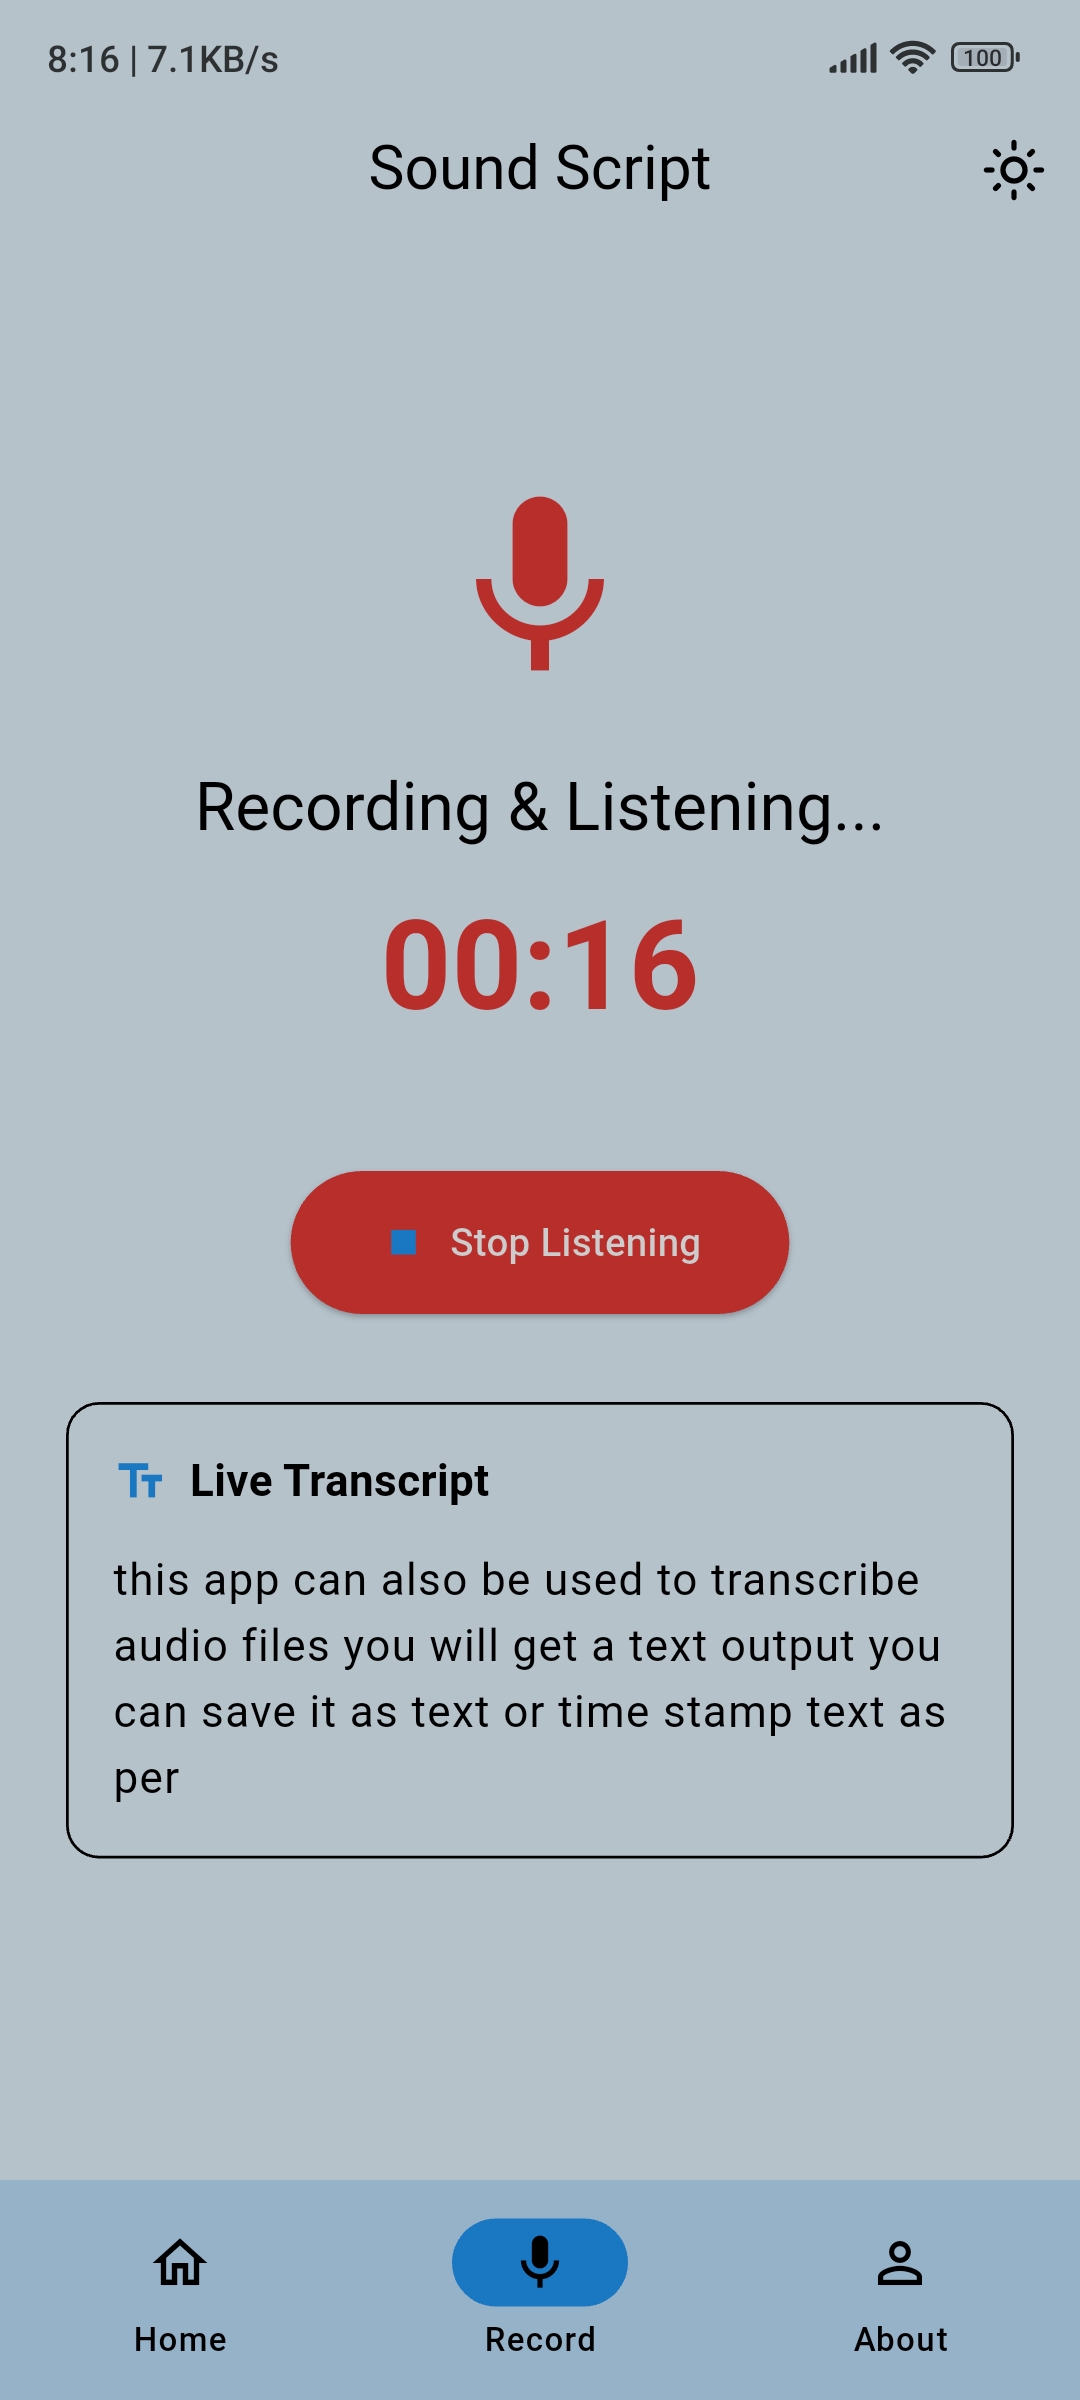 8:16 | 7.1KB/s
100
Sound Script
Recording & Listening...
00:16
Stop Listening
Live Transcript
this app can also be used to transcribe
audio files you will get a text output you
can save it as text or time stamp text as
per
Home
Record
About